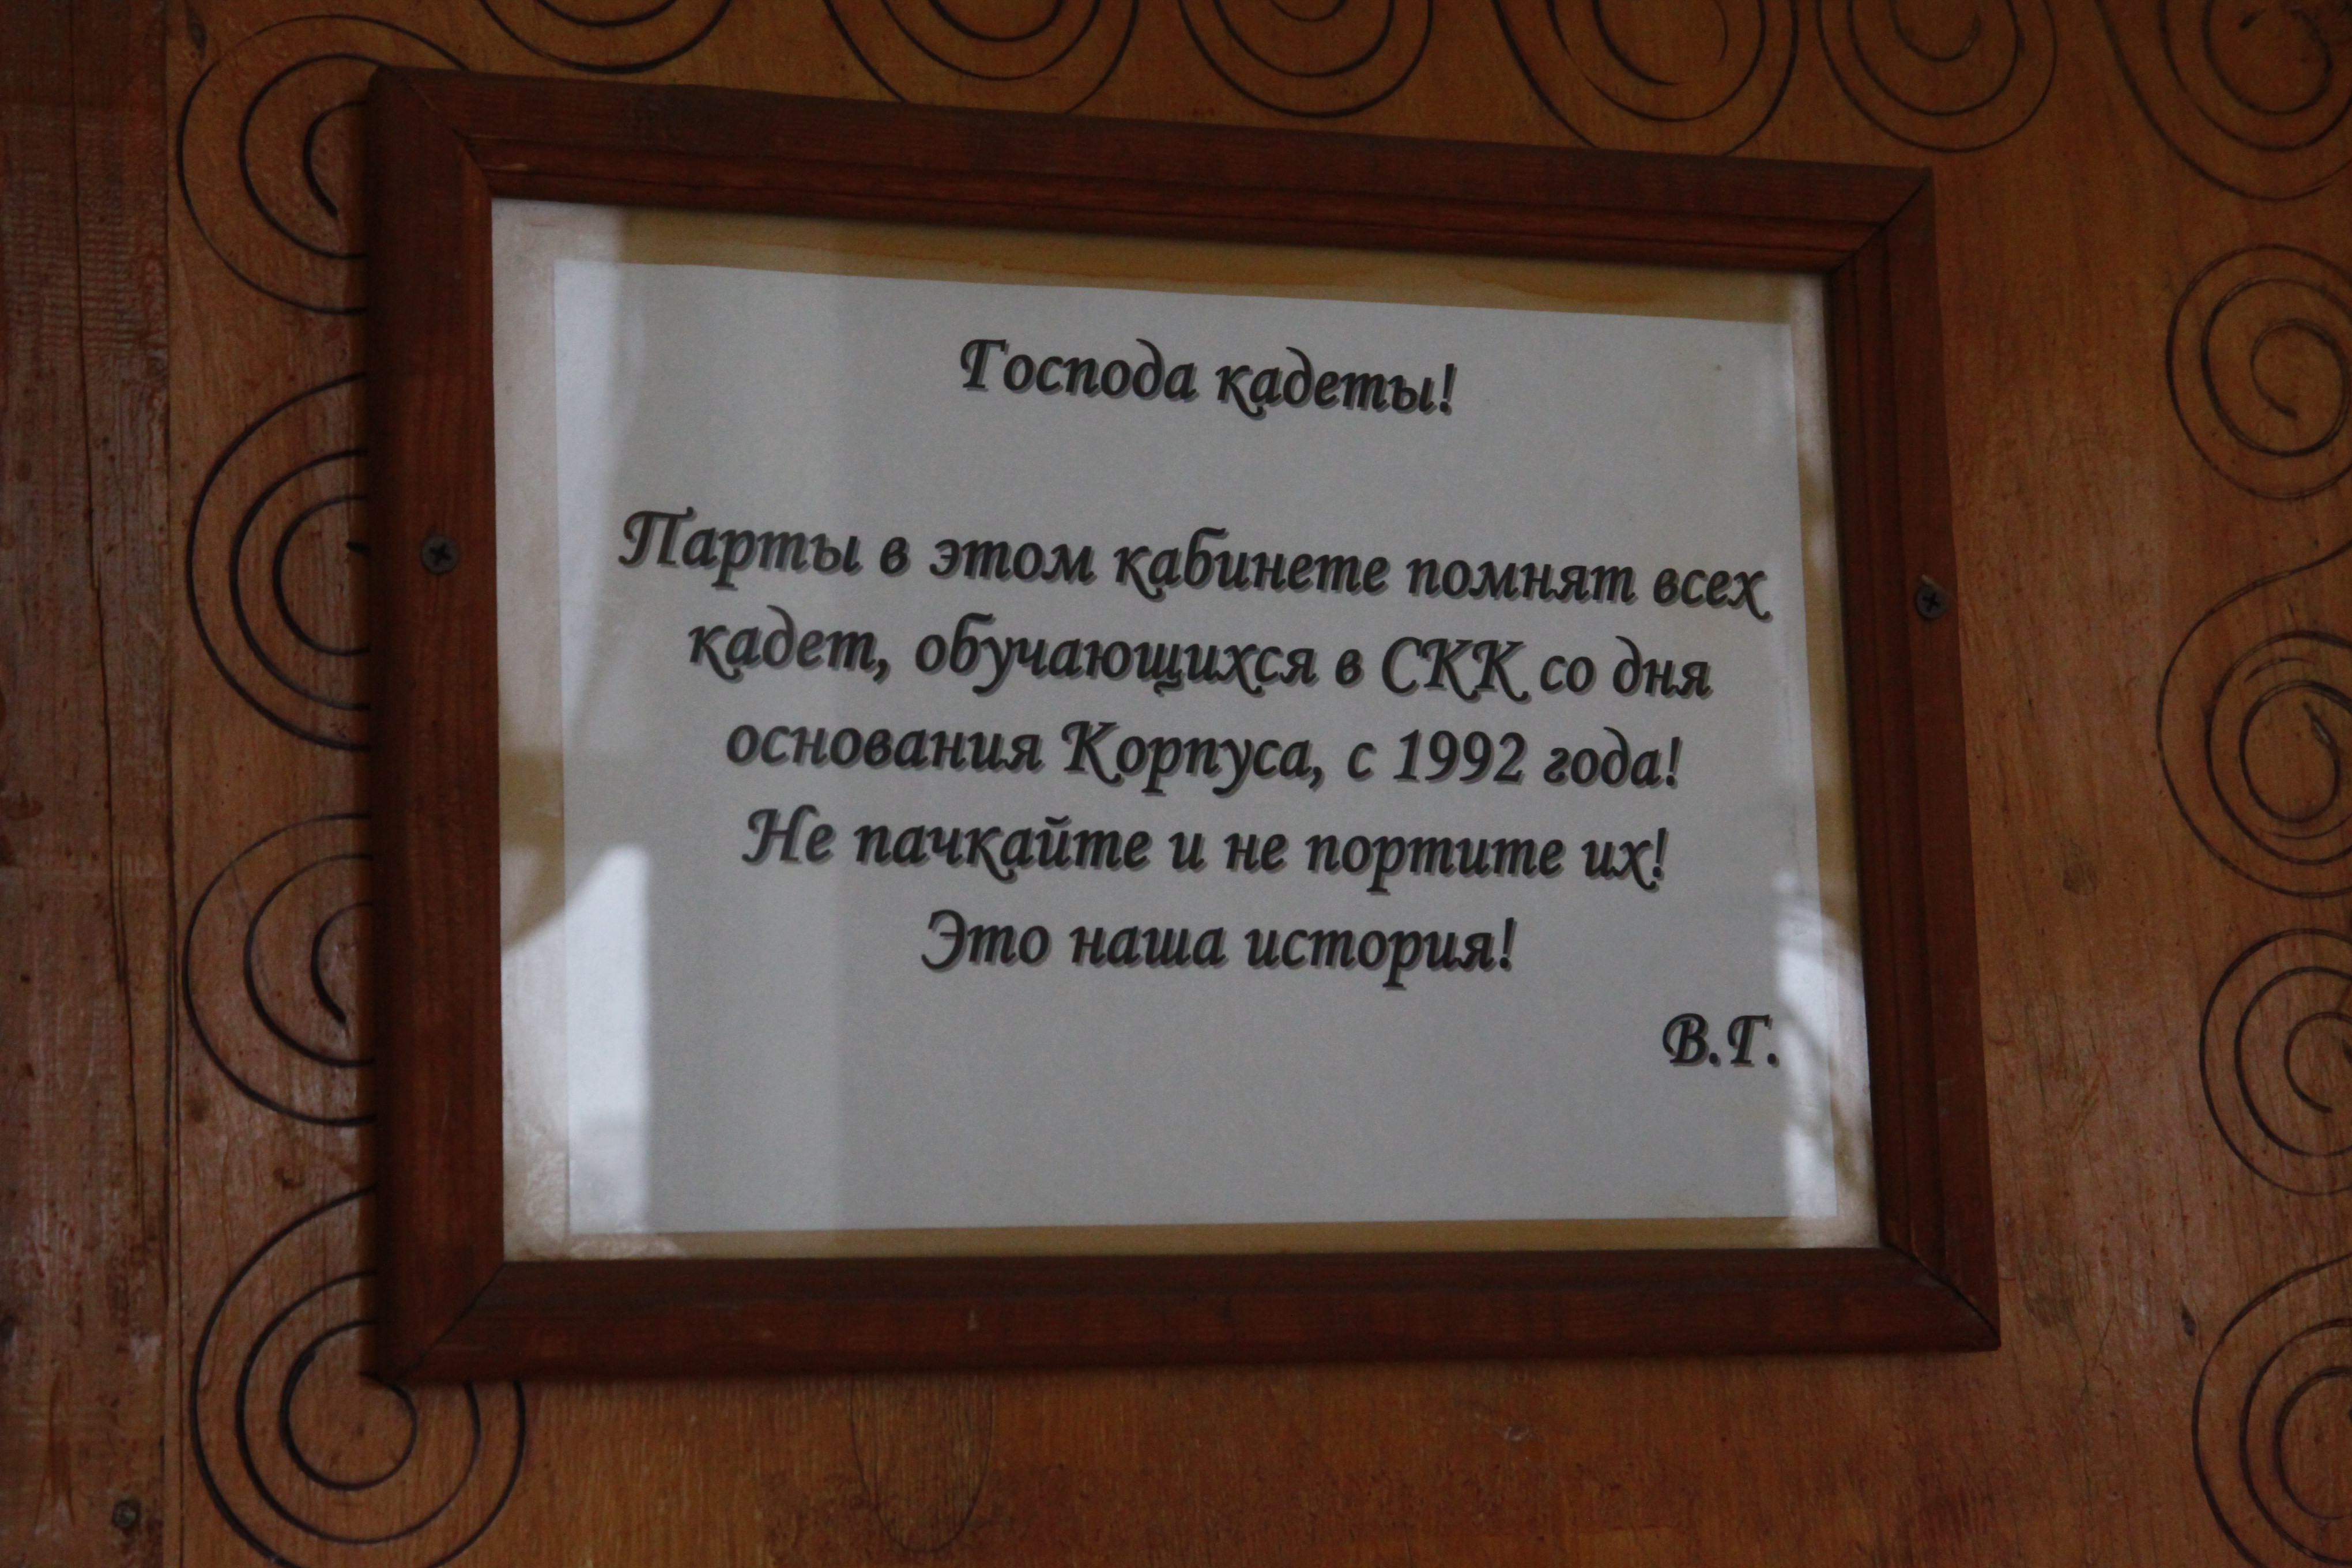 Господа кадеты!
Парты в этом кабинете помнят всех
кадет, обучающихся в СКК со дня
основания Корпуса, с 1992 года!
Не пачкайте и не портите их!
Это наша история!
В.Г.